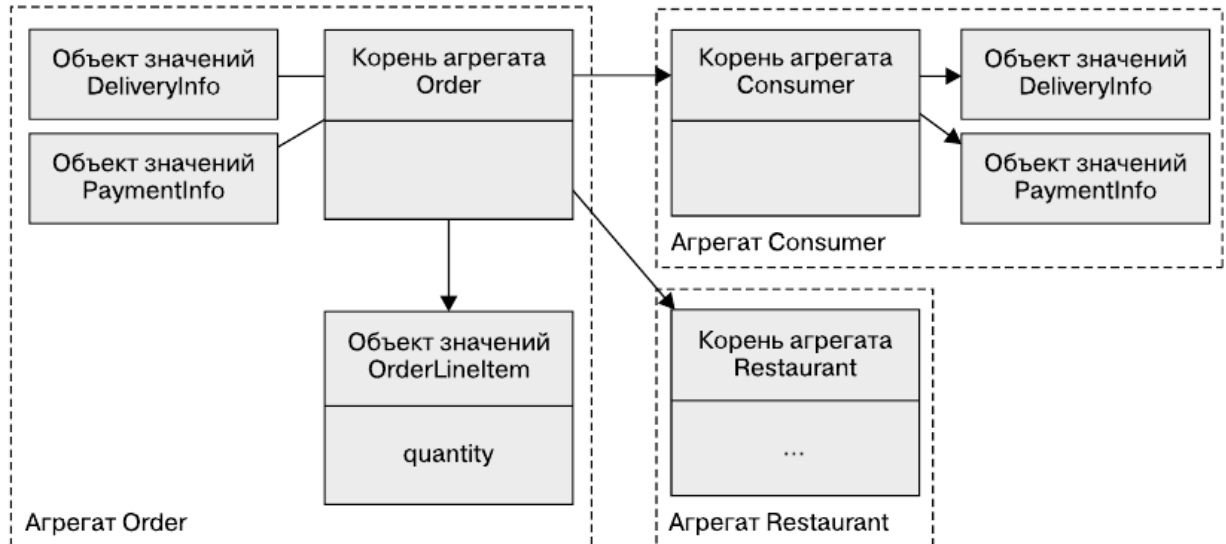 Объект значений
DeliveryInfo
Корень агрегата
Order
Корень агрегата
Consumer
Объект значений
DeliveryInfo
Объект значений
PaymentInfo
Объект значений
PaymentInfo
Агрегат Consumer
Объект значений
OrderLineItem
quantity
Корень агрегата
Restaurant
...
Агрегат Order
Агрегат Restaurant